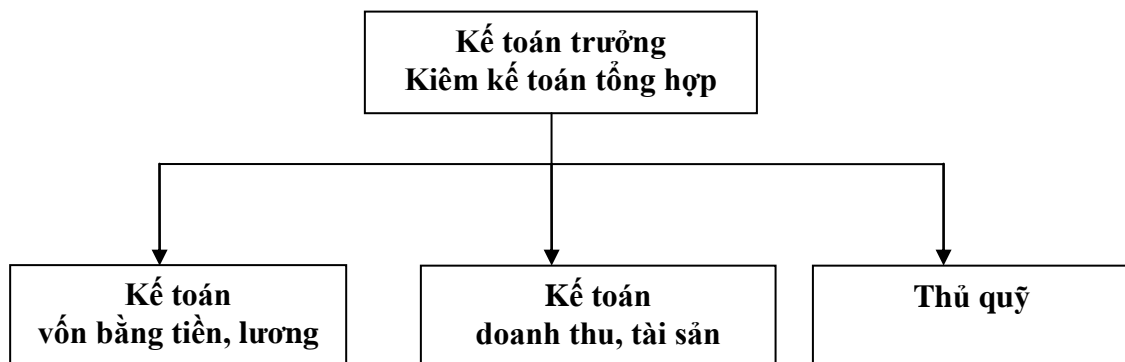 Kế toán trưởng
Kiêm kế toán tổng hợp
Kế toán
vốn bằng tiền, lương
Kế toán
doanh thu, tài sản
Thủ quỹ